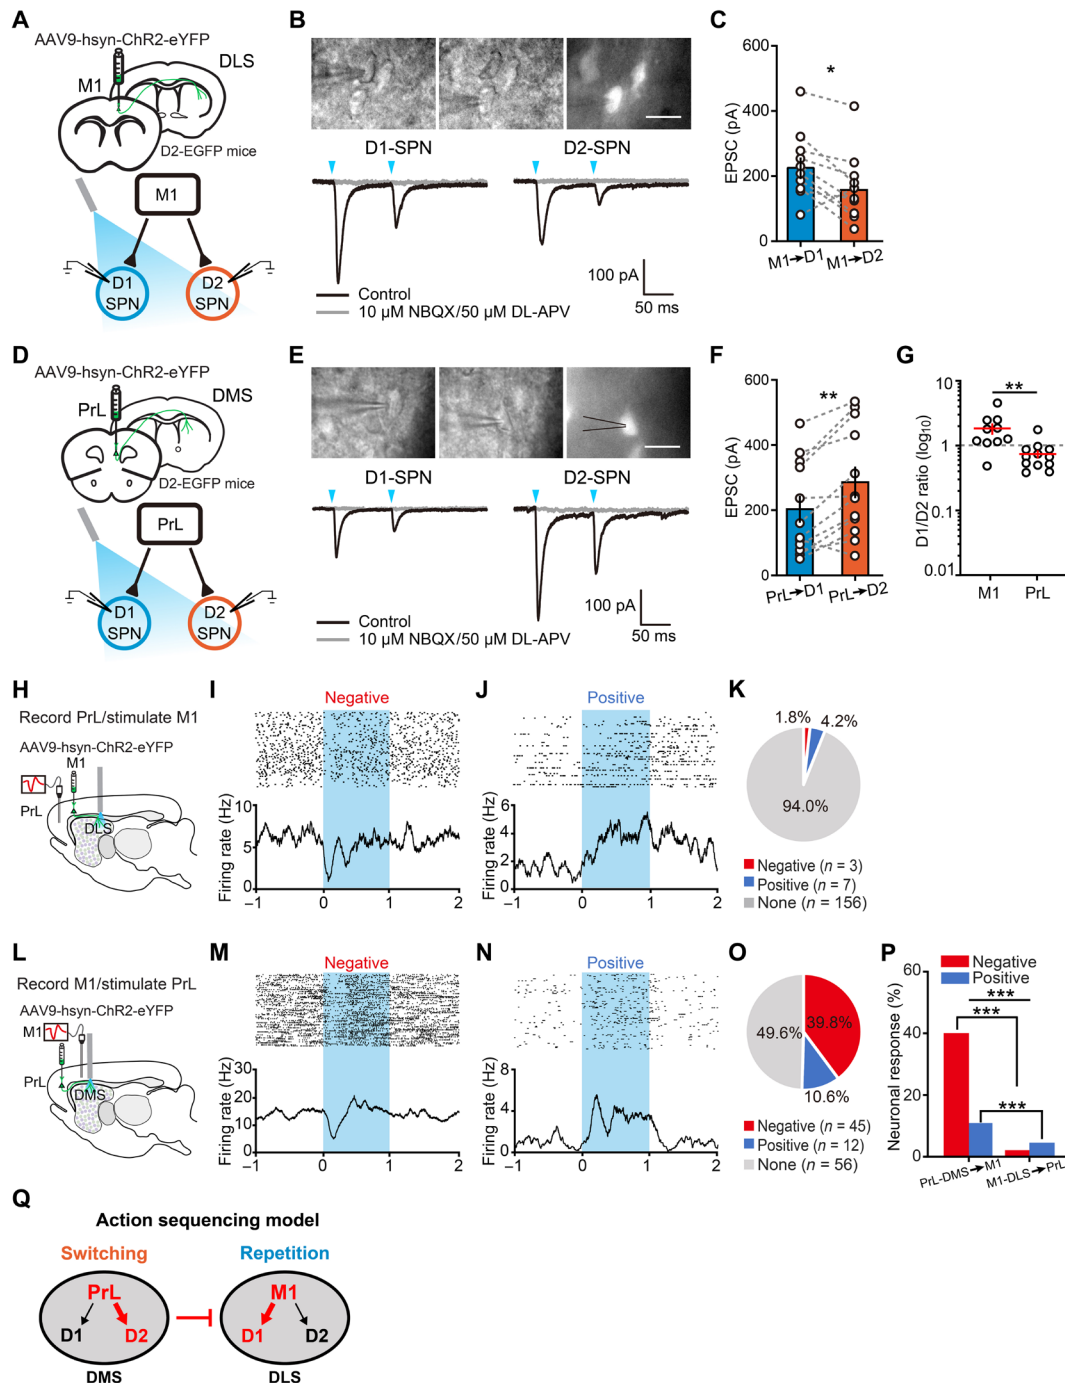 A
AAV9-hsyn-ChR2-eYFP
DLS
M1
D2-EGFP mice
M1
D1
SPN
D2
SPN
B
D1-SPN
D2-SPN
100 pA
50 ms
Control
10 μM NBQX/50 μM DL-APV
C
600
400
200
0
EPSC (pA)
*
M1→D1
M1→D2
D
AAV9-hsyn-ChR2-eYFP
DMS
PrL
D2-EGFP mice
PrL
D1
SPN
D2
SPN
E
D1-SPN
D2-SPN
100 pA
50 ms
Control
10 μM NBQX/50 μM DL-APV
F
600
400
200
0
EPSC (pA)
**
PrL→D1
PrL→D2
G
10
1
0.1
0.01
D1/D2 ratio (log10)
**
M1
PrL
H
Record PrL/stimulate M1
AAV9-hsyn-ChR2-eYFP
M1
PrL
DLS
I
Negative
10
5
0
Firing rate (Hz)
–1
0
1
2
J
Positive
6
4
2
0
Firing rate (Hz)
–1
0
1
2
K
1.8%
4.2%
94.0%
Negative (n = 3)
Positive (n = 7)
None (n = 156)
L
Record M1/stimulate PrL
AAV9-hsyn-ChR2-eYFP
M1
PrL
DMS
M
Negative
30
15
0
Firing rate (Hz)
–1
0
1
2
N
Positive
8
4
0
Firing rate (Hz)
–1
0
1
2
O
49.6%
39.8%
10.6%
Negative (n = 45)
Positive (n = 12)
None (n = 56)
P
Negative
Positive
60
40
20
0
Neuronal response (%)
***
***
***
PrL-DMS→M1
M1-DLS→PrL
Q
Action sequencing model
Switching
Repetition
PrL
D1
D2
DMS
M1
D1
D2
DLS